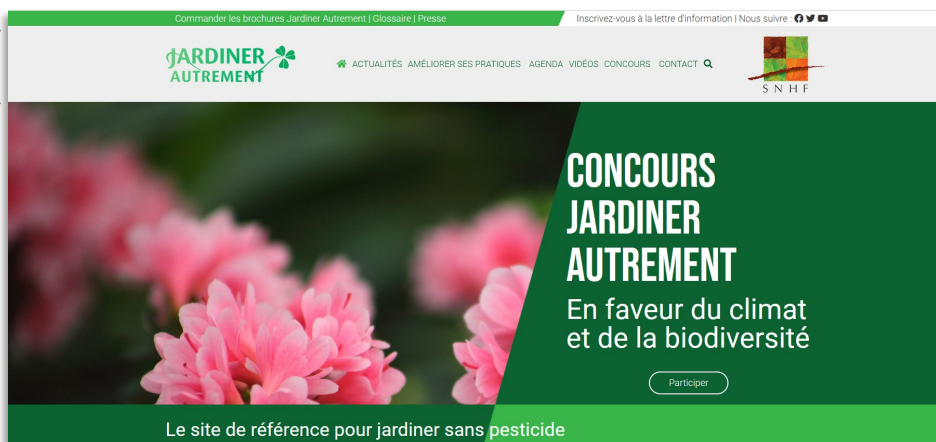 Commander les brochures Jardiner Autrement | Glossaire | Presse
Inscrivez-vous à la lettre d'information | Nous suivre :
JARDINER
AUTREMENT
ACTUALITÉS AMÉLIORER SES PRATIQUES AGENDA VIDÉOS CONCOURS CONTACT
SNHF
CONCOURS
JARDINER
AUTREMENT
En faveur du climat
et de la biodiversité
Participer
Le site de référence pour jardiner sans pesticide